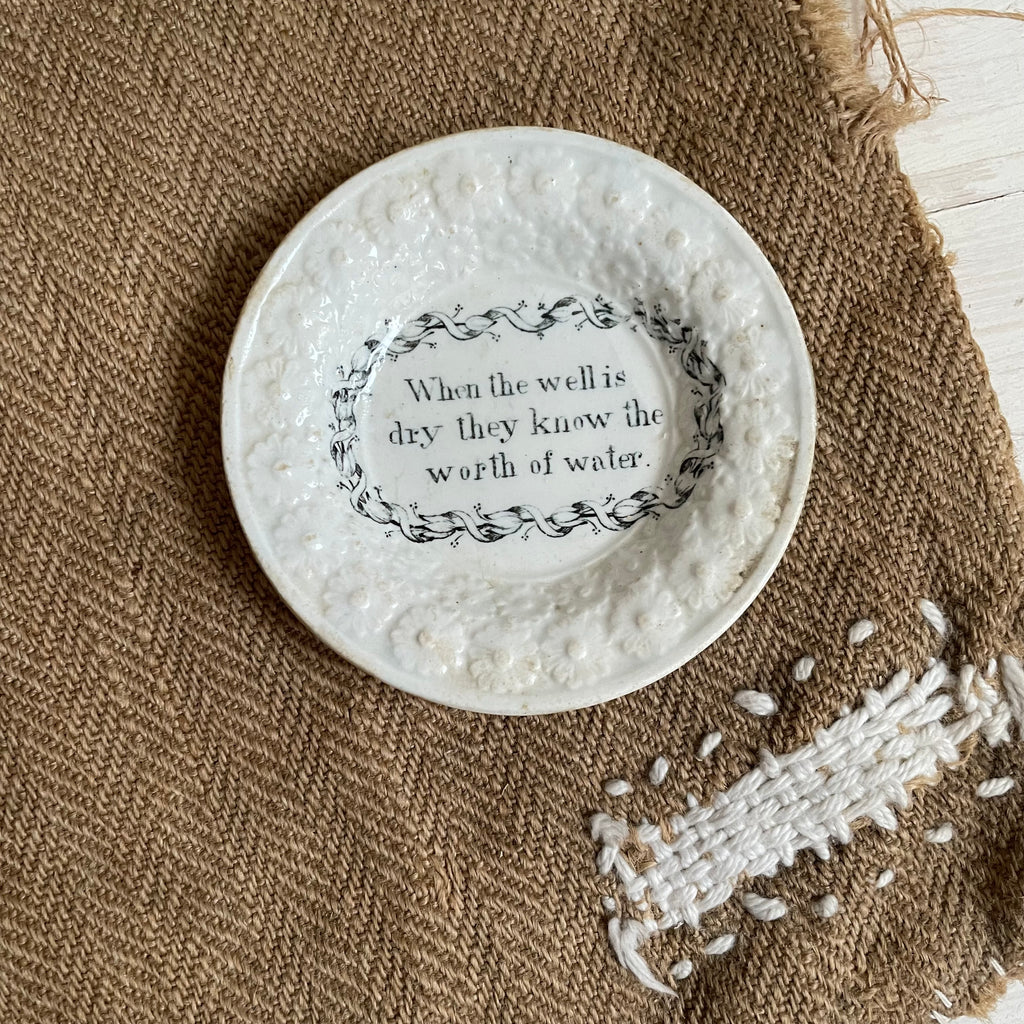 When the well is
dry they know the
worth of water.